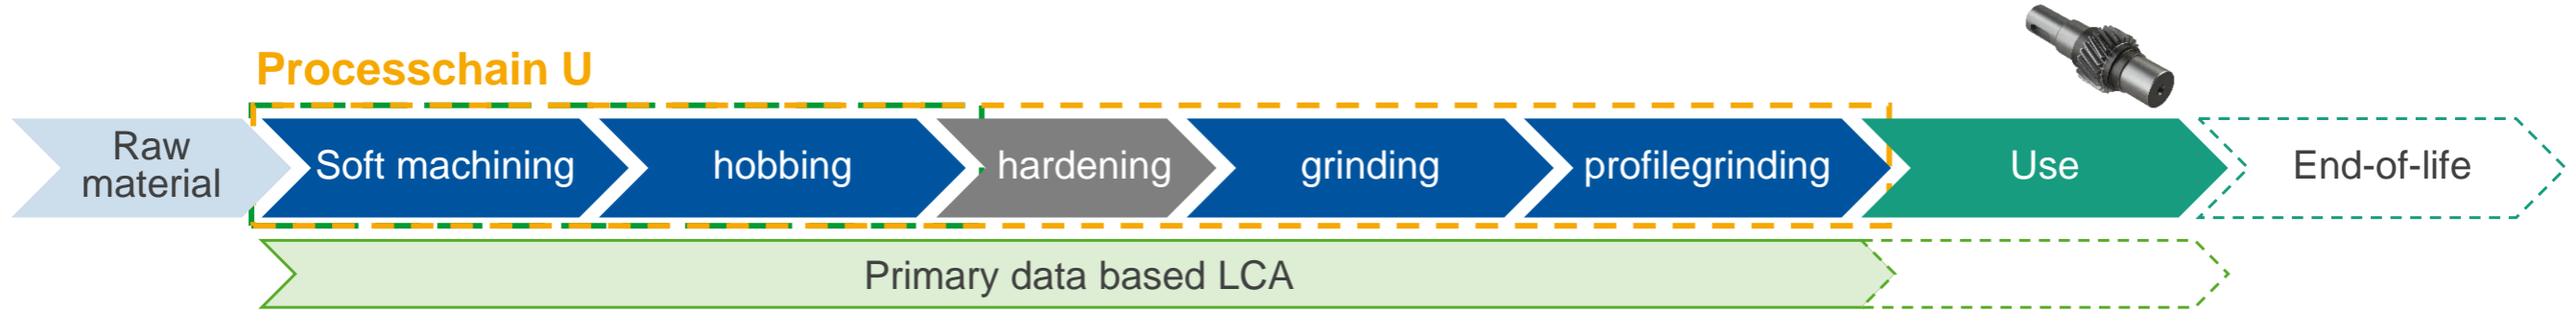 Processchain U
Raw
material
Soft machining
hobbing
hardening
grinding
profilegrinding
Use
End-of-life
Primary data based LCA